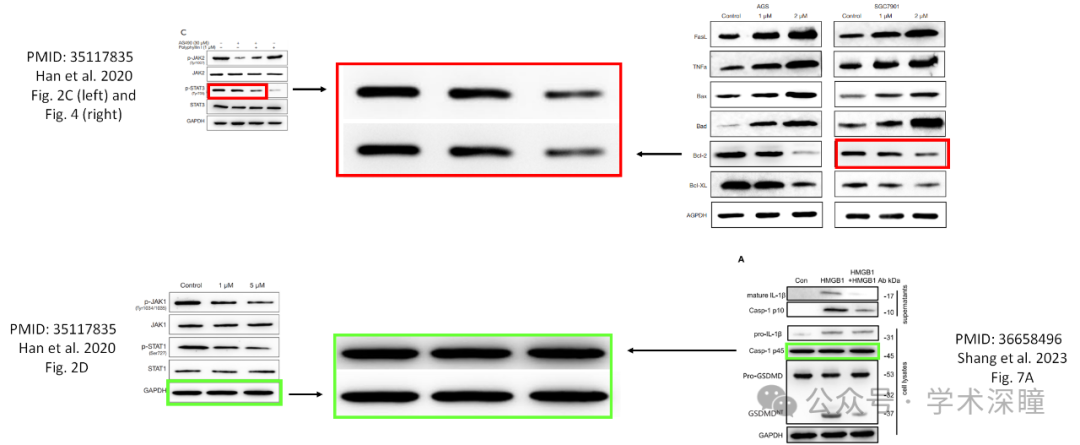 PMID: 35117835
Han et al. 2020
Fig. 2C (left) and
Fig. 4 (right)
C
p-JAK2
JAK2
p-STAT3
STAT3
GAPDH
AGS
SGC7901
Control 1 μM 2 μM
Control 1 μM 2 μM
FasL
TNFa
Bax
Bad
Bcl-2
Bcl-XL
AGPDH
PMID: 35117835
Han et al. 2020
Fig. 2D
Control 1 μM 5 μM
p-JAK1
(Tyr1034/1035)
JAK1
p-STAT1
(Ser727)
STAT1
GAPDH
A
HMGB1
Con HMGB1 +HMGB1 Ab kDa
mature IL-1β
-17
Casp-1 p10
-10
supernatants
pro-IL-1β
-31
Casp-1 p45
-45
Pro-GSDMD
-53
-32
GSDMD
-37
GAPDH
cell lysates
PMID: 36658496
Shang et al. 2023
Fig. 7A
公众号 · 学术深瞳